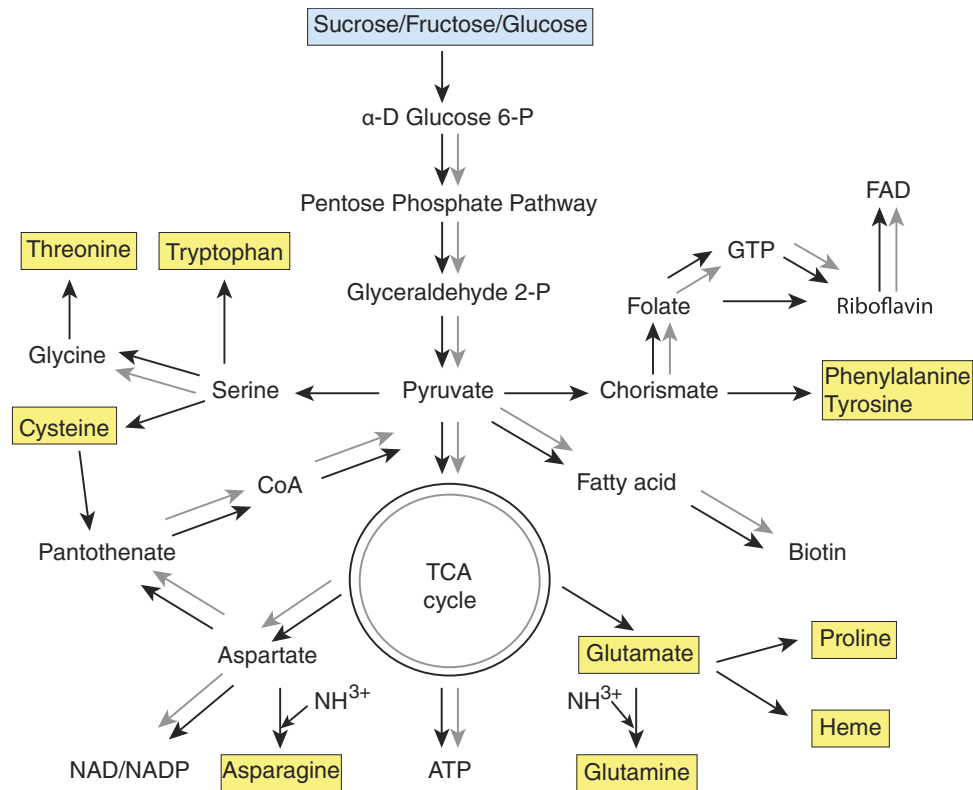 Sucrose/Fructose/Glucose
α-D Glucose 6-P
Pentose Phosphate Pathway
FAD
Threonine
Tryptophan
GTP
Glyceraldehyde 2-P
Folate
Riboflavin
Glycine
Serine
Pyruvate
Chorismate
Phenylalanine
Tyrosine
Cysteine
CoA
Fatty acid
Pantothenate
Biotin
TCA
cycle
Aspartate
Glutamate
Proline
NH3+
NH3+
Heme
NAD/NADP
Asparagine
ATP
Glutamine